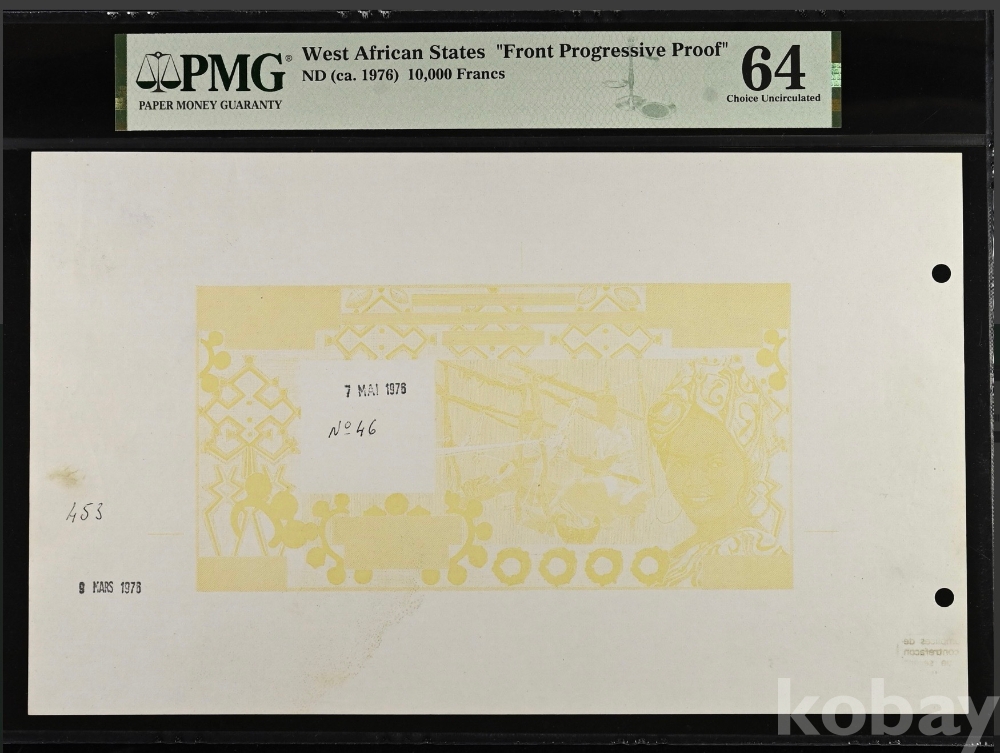 PMG®
PAPER MONEY GUARANTY
West African States "Front Progressive Proof"
ND (ca. 1976) 10,000 Francs
64
Choice Uncirculated
7 MAI 1976
Nº 46
453
9 MARS 1976
kobay